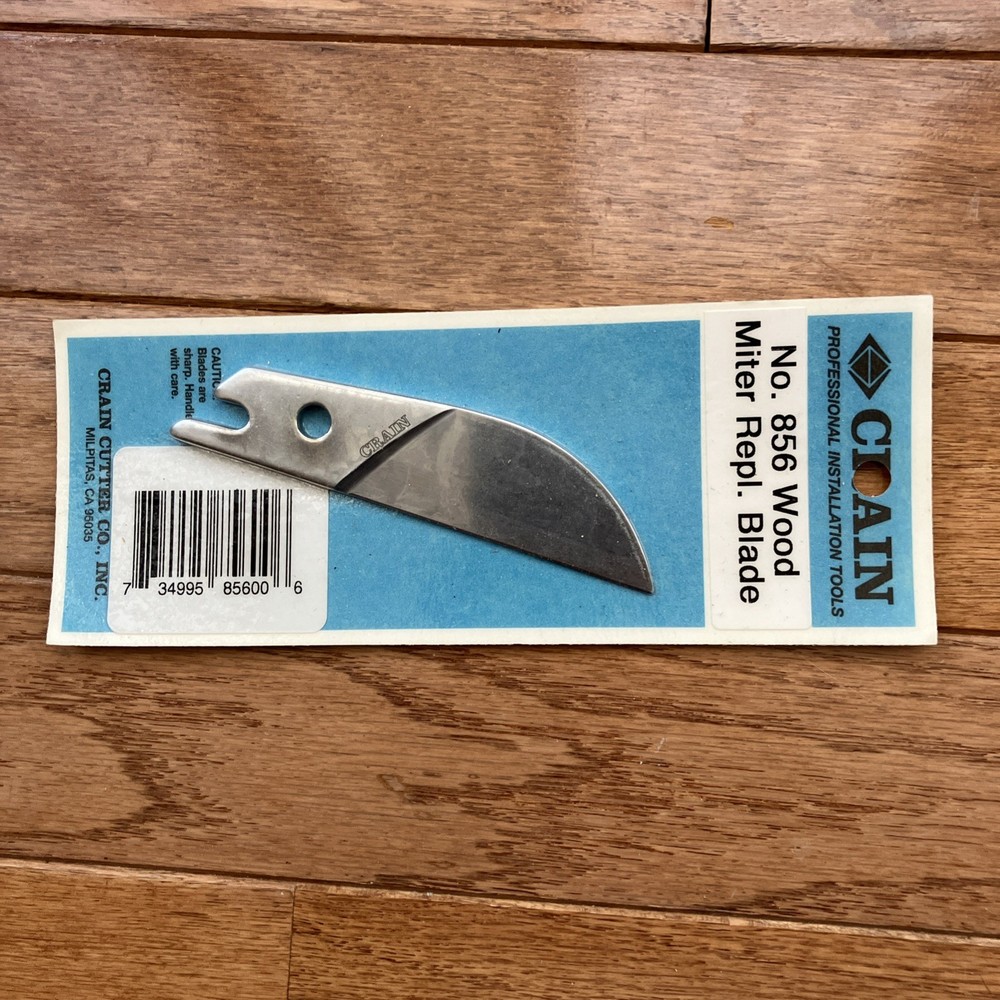 CRAIN
PROFESSIONAL INSTALLATION TOOLS
No. 856 Wood
Miter Repl. Blade
CRAIN
CAUTION
Blades are
sharp. Handle
with care.
7 34995 85600 6
CRAIN CUTTER CO., INC.
MILPITAS, CA 95035